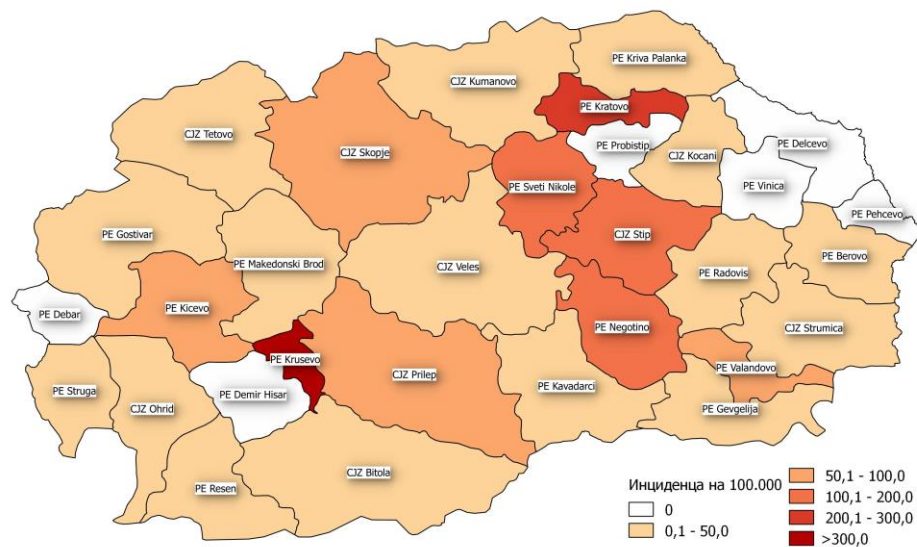 PE Kriva Palanka
CJZ Kumanovo
PE Kratovo
CJZ Tetovo
PE Probistip
PE Delcevo
CJZ Skopje
CJZ Kocani
PE Sveti Nikole
PE Vinica
PE Pehcevo
PE Gostivar
CJZ Stip
PE Makedonski Brod
CJZ Veles
PE Radovis
PE Berovo
PE Kicevo
PE Debar
PE Negotino
CJZ Strumica
PE Krusevo
CJZ Prilep
PE Valandovo
PE Struga
PE Demir Hisar
PE Kavadarci
CJZ Ohrid
PE Gevgelija
CJZ Bitola
PE Resen
Инциденца на 100.000
0
0,1 - 50,0
50,1 - 100,0
100,1 - 200,0
200,1 - 300,0
>300,0